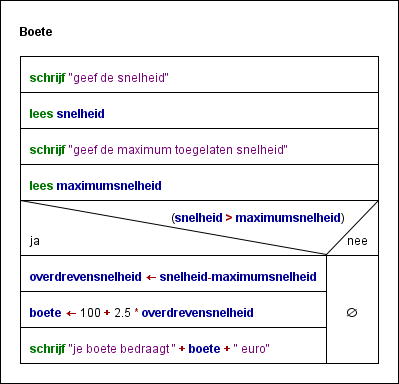 Boete
schrijf "geef de snelheid"
lees snelheid
schrijf "geef de maximum toegelaten snelheid"
lees maximumsnelheid
(snelheid > maximumsnelheid)
ja nee
overdrevensnelheid ← snelheid-maximumsnelheid
boete ← 100 + 2.5 * overdrevensnelheid
∅
schrijf "je boete bedraagt " + boete + " euro"